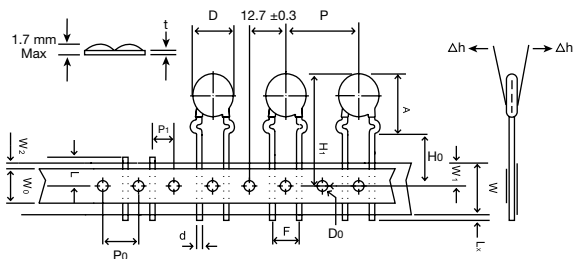 t
D
12.7 ±0.3
P
1.7 mm
Max
Δh
Δh
P1
A
H1
H0
W2
L
W0
W1
W
P0
d
F
D0
Lx